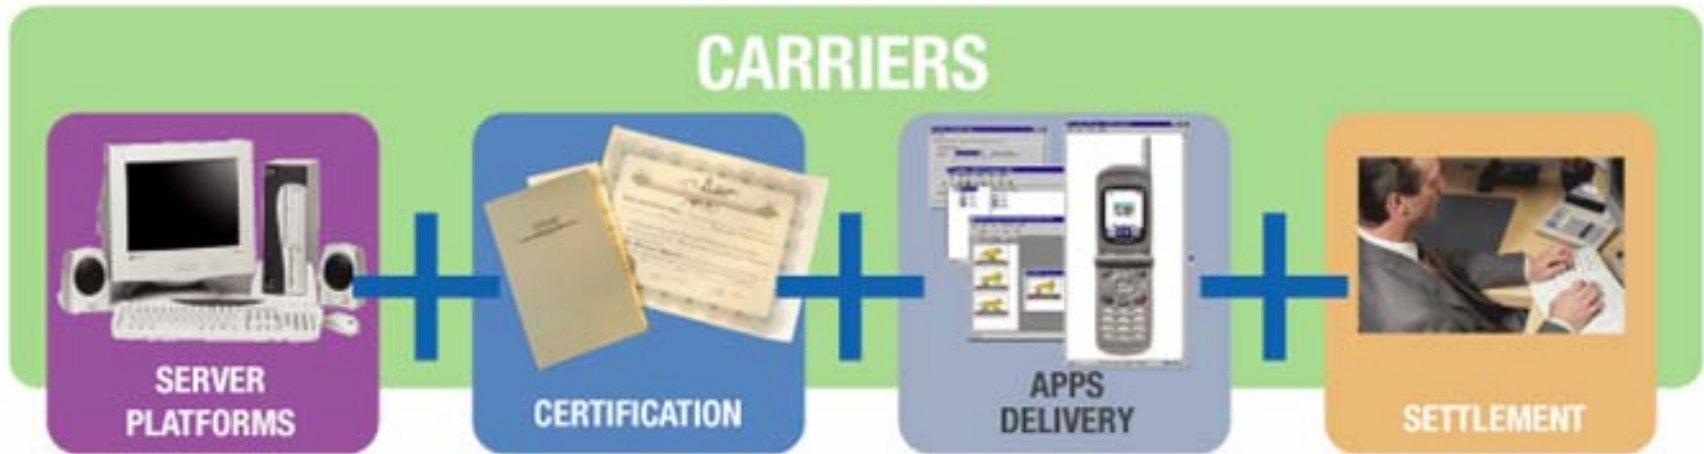 CARRIERS
SERVER
PLATFORMS
CERTIFICATION
APPS
DELIVERY
SETTLEMENT